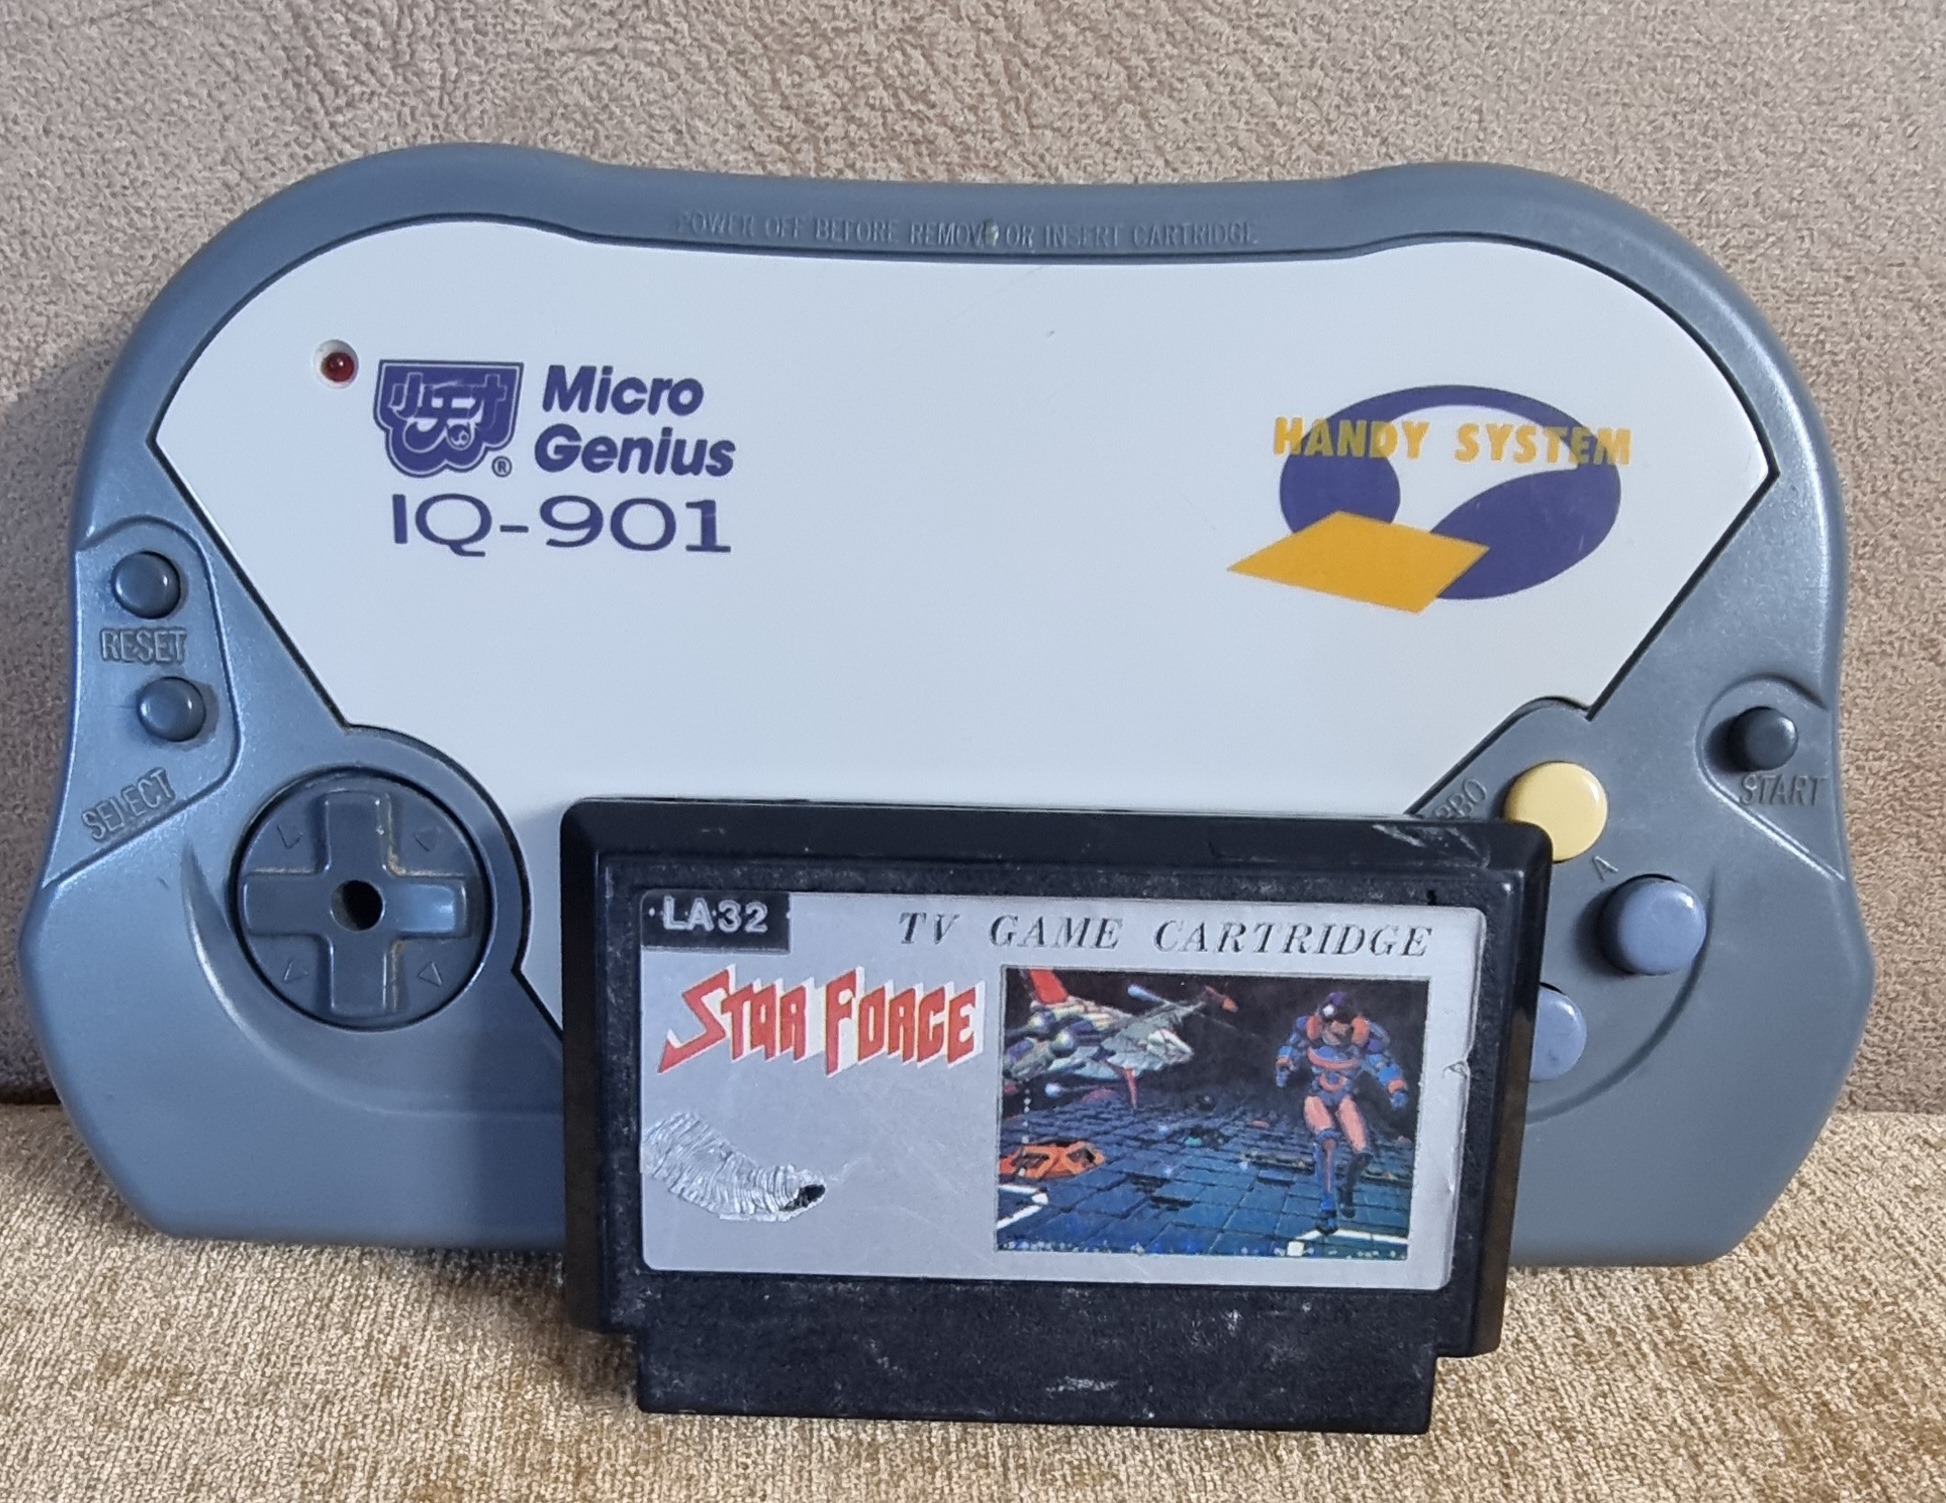 POWER OFF BEFORE REMOVE OR INSERT CARTRIDGE
小天才
®
Micro
Genius
IQ-901
HANDY SYSTEM
RESET
SELECT
START
A
LA32
TV GAME CARTRIDGE
STAR FORCE